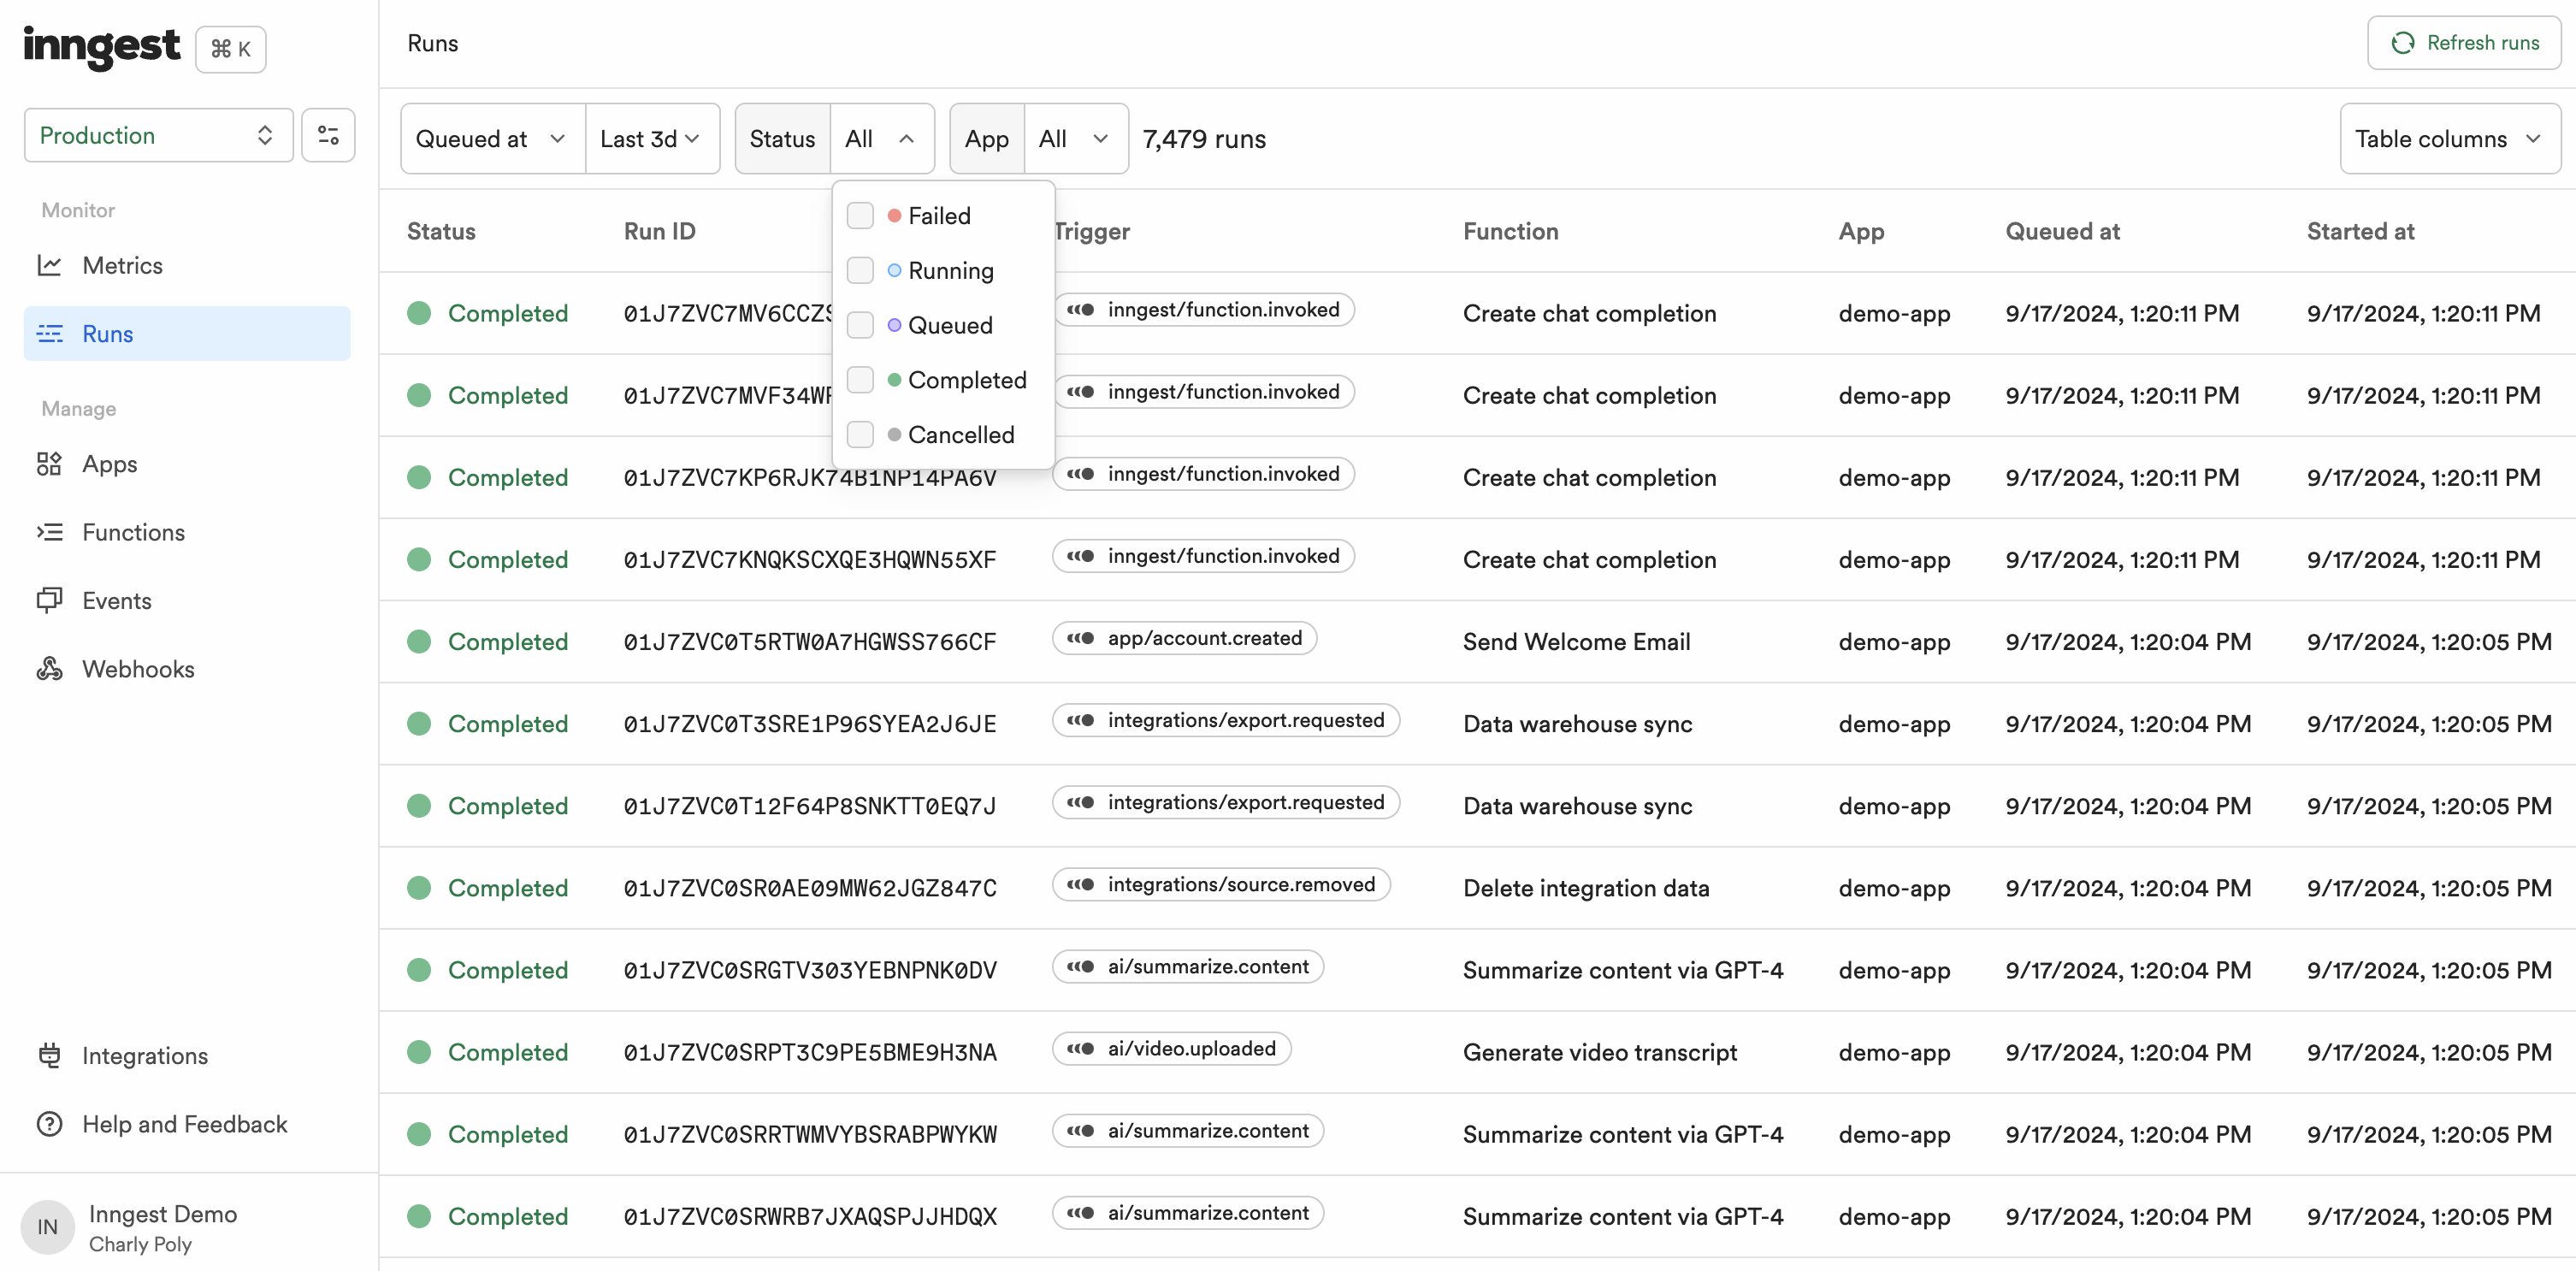 inngest ⌘ K
Production
Monitor
Metrics
Runs
Manage
Apps
Functions
Events
Webhooks
Integrations
Help and Feedback
IN
Inngest Demo
Charly Poly
Runs
Refresh runs
Queued at Last 3d Status All App All 7,479 runs Table columns
Failed
Running
Queued
Completed
Cancelled
Status Run ID Trigger Function App Queued at Started at
Completed 01J7ZVC7MV6CCZ inngest/function.invoked Create chat completion demo-app 9/17/2024, 1:20:11 PM 9/17/2024, 1:20:11 PM
Completed 01J7ZVC7MVF34W inngest/function.invoked Create chat completion demo-app 9/17/2024, 1:20:11 PM 9/17/2024, 1:20:11 PM
Completed 01J7ZVC7KP6RJK74B1NP14PA6V inngest/function.invoked Create chat completion demo-app 9/17/2024, 1:20:11 PM 9/17/2024, 1:20:11 PM
Completed 01J7ZVC7KNQKSCXQE3HQWN55XF inngest/function.invoked Create chat completion demo-app 9/17/2024, 1:20:11 PM 9/17/2024, 1:20:11 PM
Completed 01J7ZVC0T5RTW0A7HGWSS766CF app/account.created Send Welcome Email demo-app 9/17/2024, 1:20:04 PM 9/17/2024, 1:20:05 PM
Completed 01J7ZVC0T3SRE1P96SYEA2J6JE integrations/export.requested Data warehouse sync demo-app 9/17/2024, 1:20:04 PM 9/17/2024, 1:20:05 PM
Completed 01J7ZVC0T12F64P8SNKTT0EQ7J integrations/export.requested Data warehouse sync demo-app 9/17/2024, 1:20:04 PM 9/17/2024, 1:20:05 PM
Completed 01J7ZVC0SR0AE09MW62JGZ847C integrations/source.removed Delete integration data demo-app 9/17/2024, 1:20:04 PM 9/17/2024, 1:20:05 PM
Completed 01J7ZVC0SRGTV303YEBNPNK0DV ai/summarize.content Summarize content via GPT-4 demo-app 9/17/2024, 1:20:04 PM 9/17/2024, 1:20:05 PM
Completed 01J7ZVC0SRPT3C9PE5BME9H3NA ai/video.uploaded Generate video transcript demo-app 9/17/2024, 1:20:04 PM 9/17/2024, 1:20:05 PM
Completed 01J7ZVC0SRRTWMVYBSRABPWYKW ai/summarize.content Summarize content via GPT-4 demo-app 9/17/2024, 1:20:04 PM 9/17/2024, 1:20:05 PM
Completed 01J7ZVC0SRWRB7JXAQSPJJHDQX ai/summarize.content Summarize content via GPT-4 demo-app 9/17/2024, 1:20:04 PM 9/17/2024, 1:20:05 PM